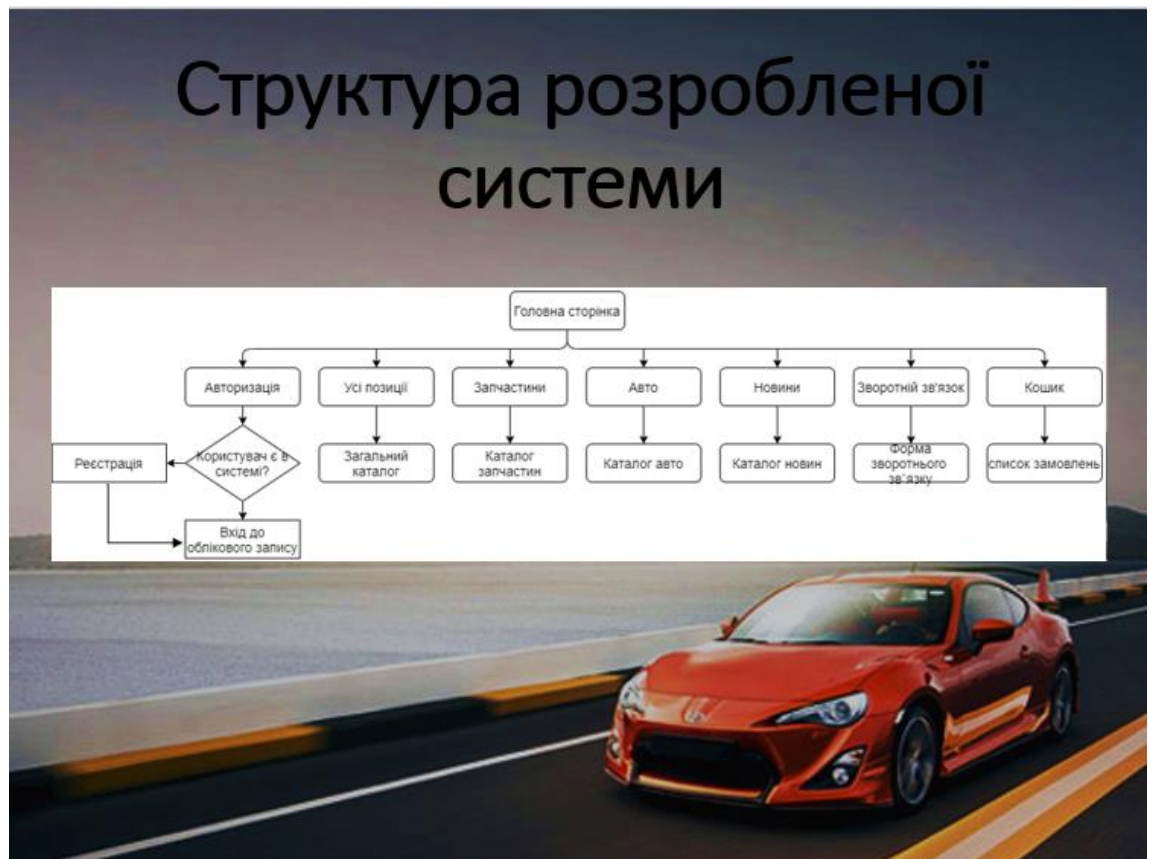 Структура розробленої
системи
Головна сторінка
Авторизація
Усі позиції
Запчастини
Авто
Новини
Зворотній зв'язок
Кошик
Реєстрація
Користувач є в
системі?
Загальний
каталог
Каталог
запчастин
Каталог авто
Каталог новин
Форма
зворотнього
зв`язку
список замовлень
Вхід до
облікового запису